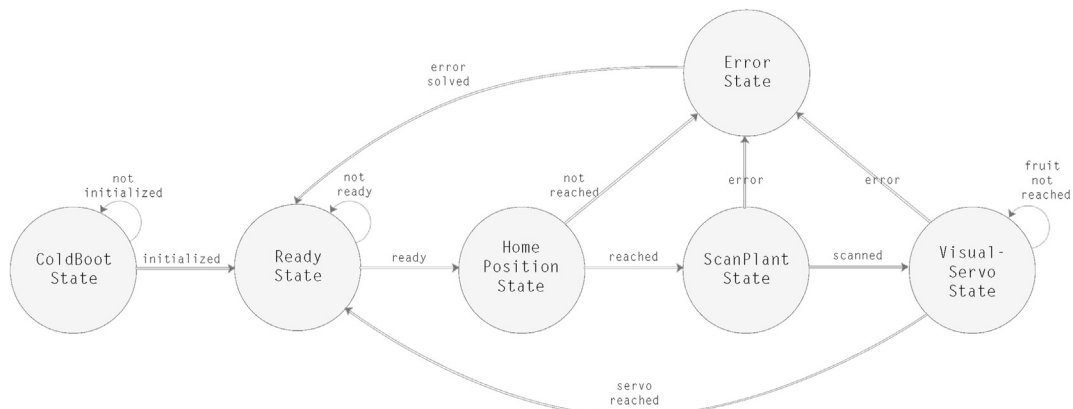 Error
State
error
solved
not
initialized
not
ready
not
reached
error
error
fruit
not
reached
ColdBoot
State
initialized
Ready
State
ready
Home
Position
State
reached
ScanPlant
State
scanned
Visual-
Servo
State
servo
reached